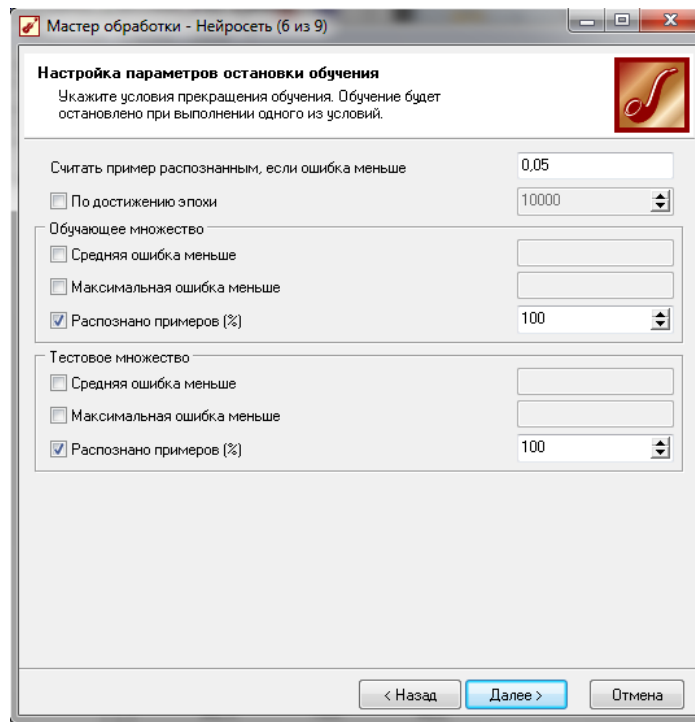 Мастер обработки - Нейросеть (6 из 9)
Настройка параметров остановки обучения
Укажите условия прекращения обучения. Обучение будет
остановлено при выполнении одного из условий.
Считать пример распознанным, если ошибка меньше 0,05
По достижению эпохи 10000
Обучающее множество
Средняя ошибка меньше
Максимальная ошибка меньше
Распознано примеров (%) 100
Тестовое множество
Средняя ошибка меньше
Максимальная ошибка меньше
Распознано примеров (%) 100
< Назад Далее > Отмена